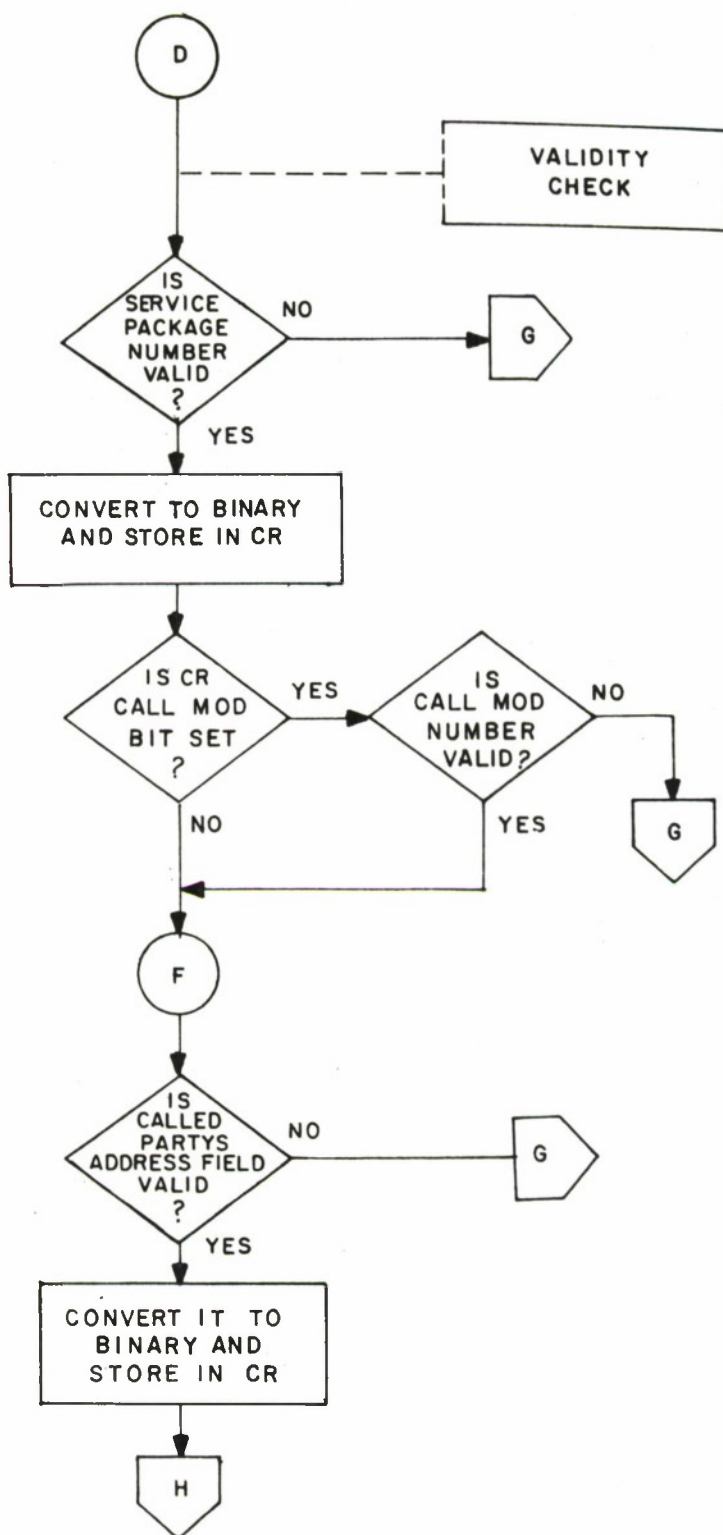 D
VALIDITY
CHECK
IS
SERVICE
PACKAGE
NUMBER
VALID
?
NO
G
YES
CONVERT TO BINARY
AND STORE IN CR
IS CR
CALL MOD
BIT SET
?
YES
IS
CALL MOD
NUMBER
VALID?
NO
G
NO
YES
F
IS
CALLED
PARTYS
ADDRESS FIELD
VALID
?
NO
G
YES
CONVERT IT TO
BINARY AND
STORE IN CR
H